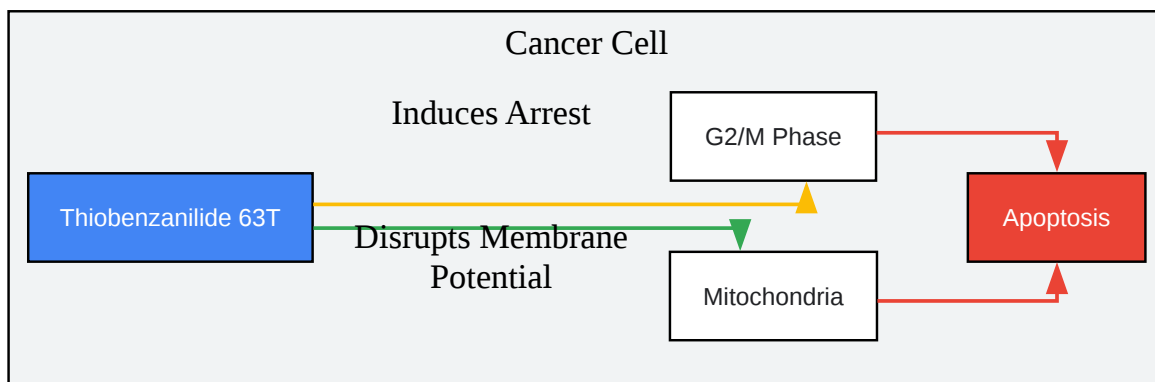 Cancer Cell
Induces Arrest
G2/M Phase
Thiobenzanilide 63T
Apoptosis
Disrupts Membrane
Potential
Mitochondria